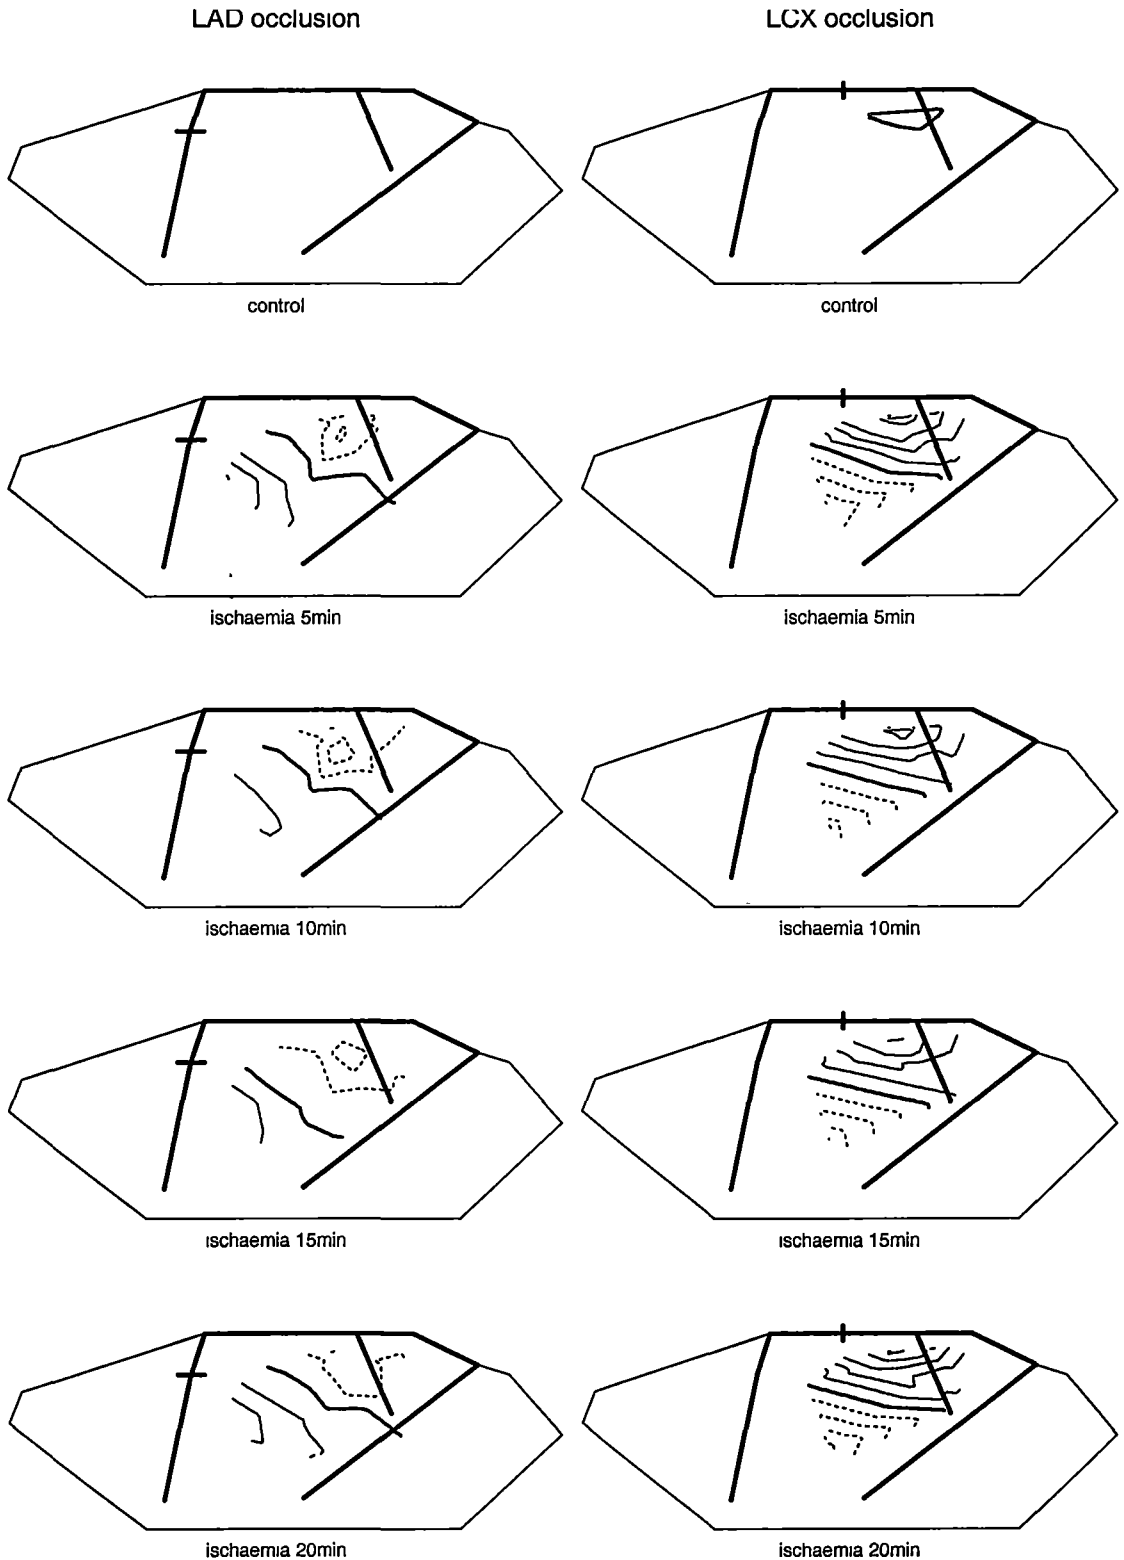 LAD occlusion
LCX occlusion
control
control
ischaemia 5min
ischaemia 5min
ischaemia 10min
ischaemia 10min
ischaemia 15min
ischaemia 15min
ischaemia 20min
ischaemia 20min